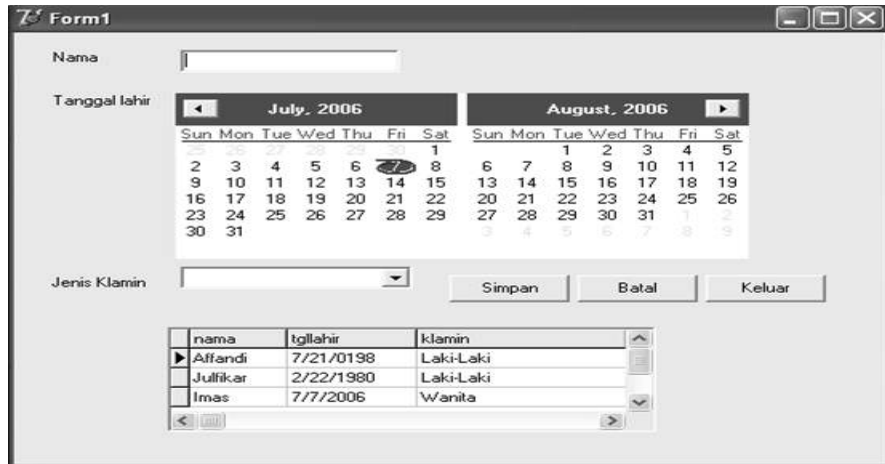 Form1
Nama
Tanggal lahir
July, 2006 August, 2006
Sun Mon Tue Wed Thu Fri Sat Sun Mon Tue Wed Thu Fri Sat
25 26 27 28 29 30 1 1 2 3 4 5
2 3 4 5 6 7 8 6 7 8 9 10 11 12
9 10 11 12 13 14 15 13 14 15 16 17 18 19
16 17 18 19 20 21 22 20 21 22 23 24 25 26
23 24 25 26 27 28 29 27 28 29 30 31 1 2
30 31 3 4 5 6 7 8 9
Jenis Klamin
Simpan Batal Keluar
nama tgllahir klamin
Affandi 7/21/0198 Laki-Laki
Julfikar 2/22/1980 Laki-Laki
Imas 7/7/2006 Wanita